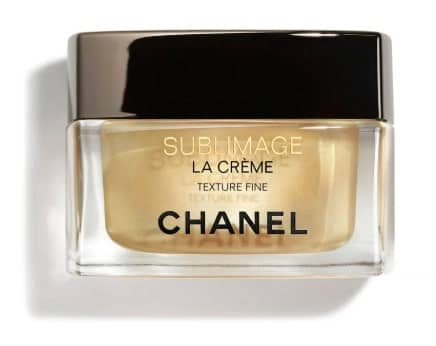 SUBLIMAGE
LA CRÈME
TEXTURE FINE
CHANEL